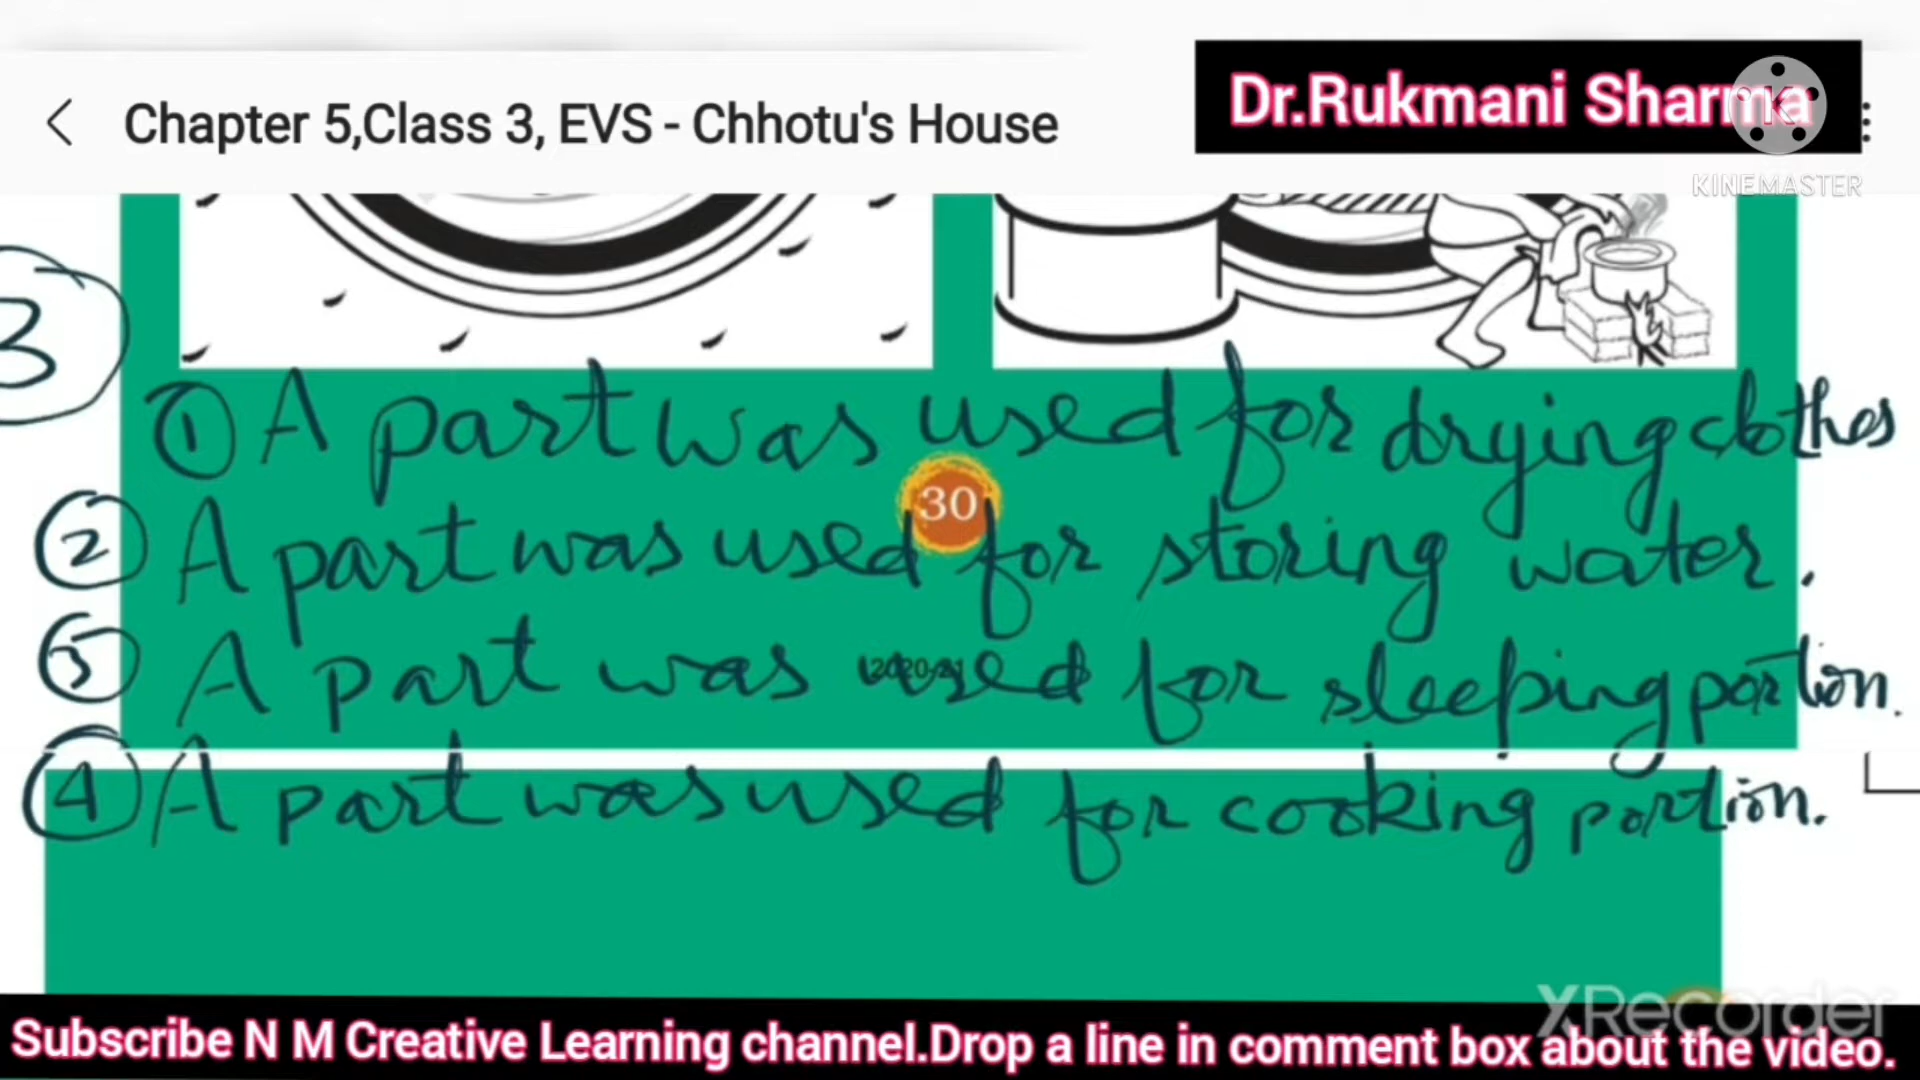 Dr.Rukmani Sharma
Chapter 5,Class 3, EVS - Chhotu's House
KINEMASTER
3
① A part was used for drying clothes
30
② A part was used for storing water.
③ A part was used for sleeping portion.
2020-21
④ A part was used for cooking portion.
XRecorder
Subscribe N M Creative Learning channel.Drop a line in comment box about the video.